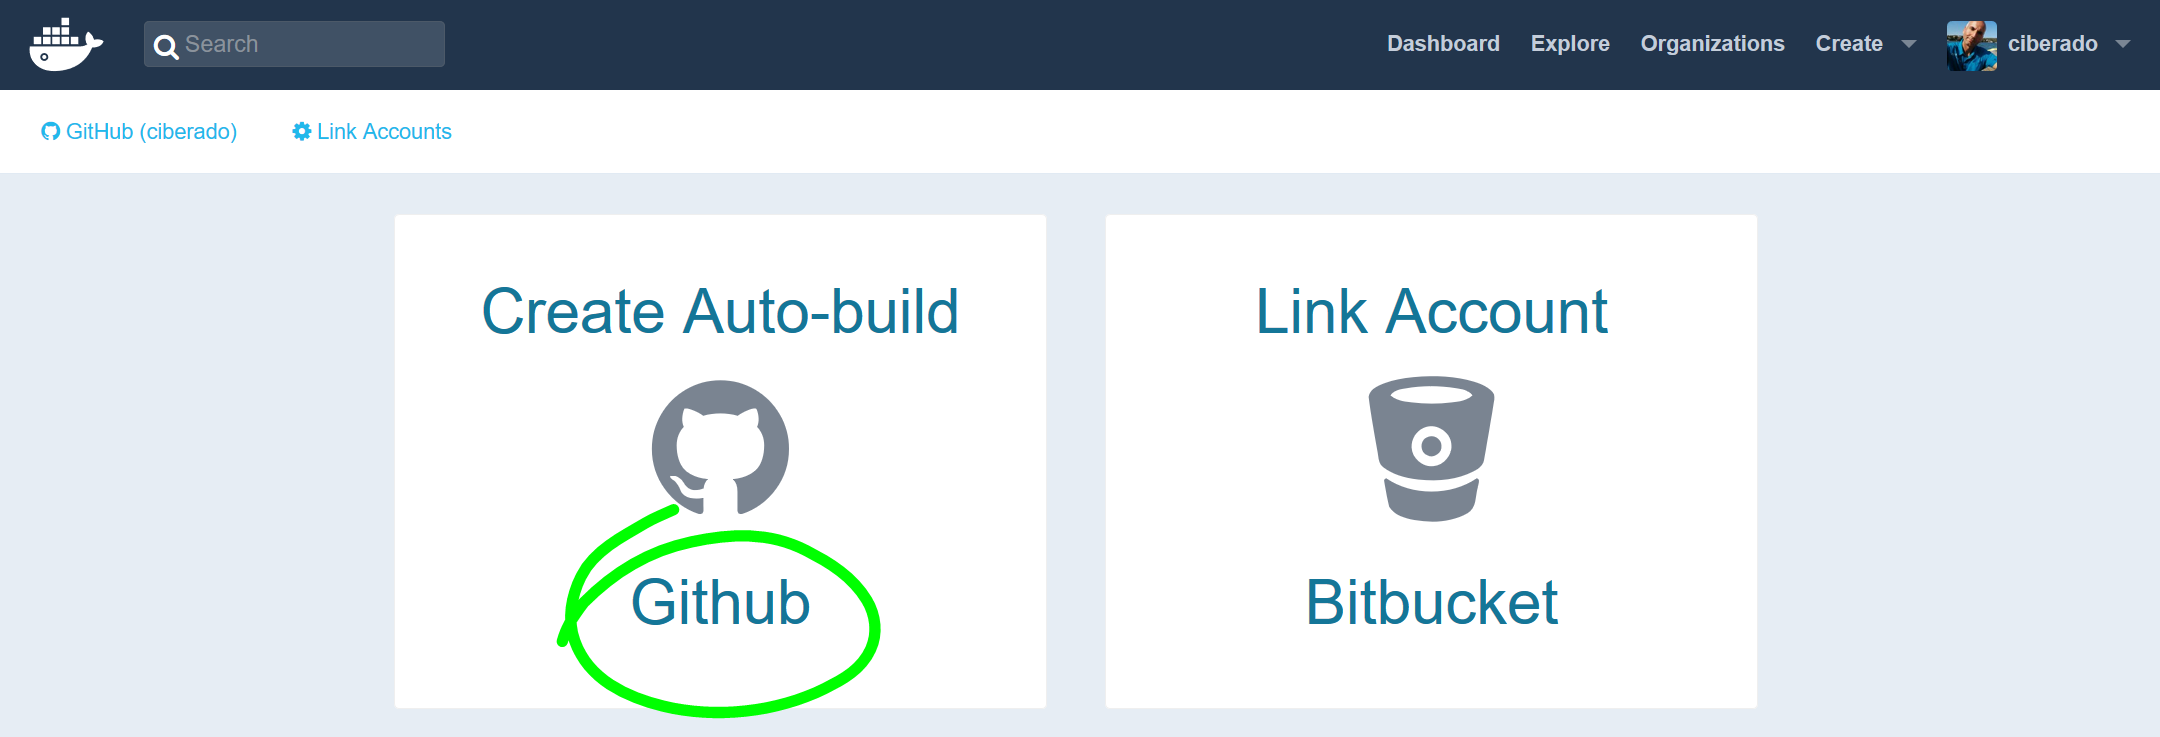 Search
Dashboard Explore Organizations Create ciberado
GitHub (ciberado) Link Accounts
Create Auto-build
Github
Link Account
Bitbucket